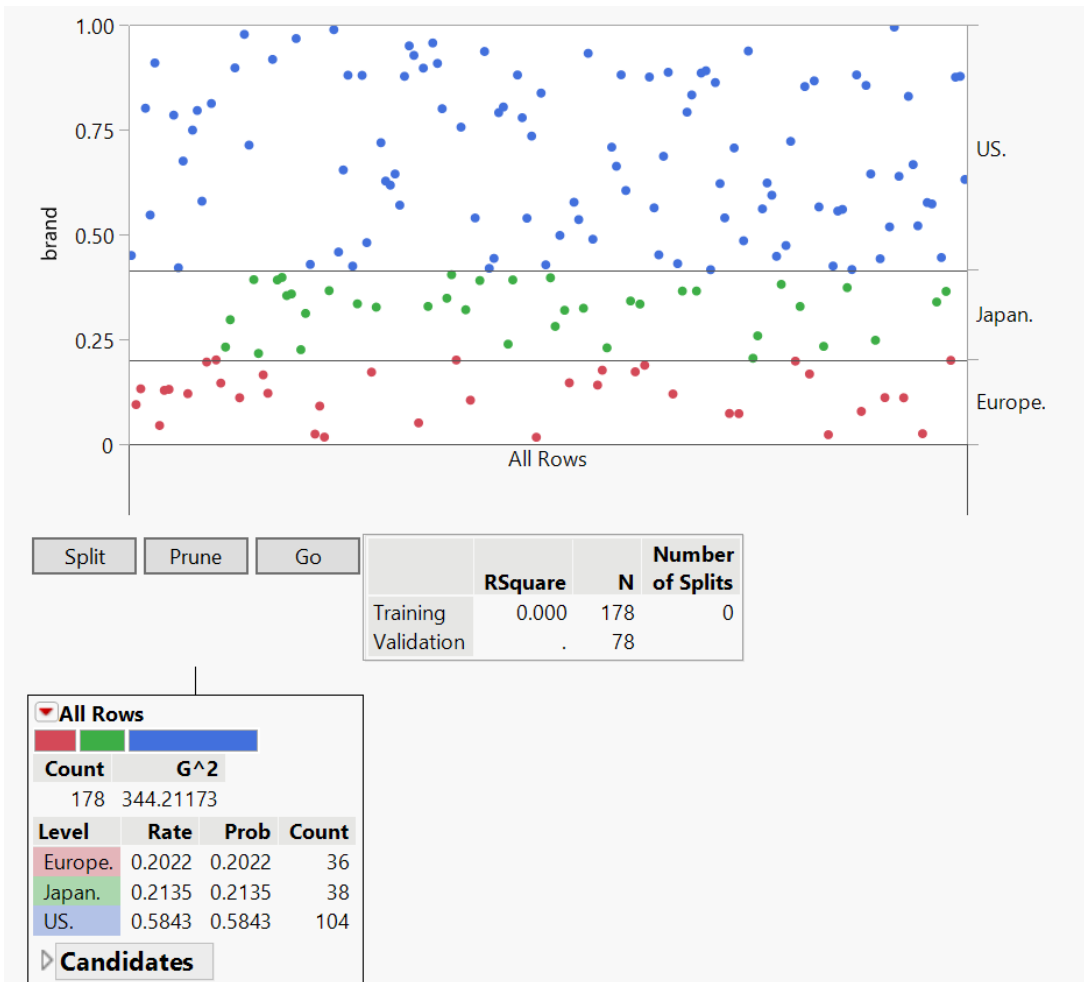 1.00
0.75
0.50
0.25
0
brand
US.
Japan.
Europe.
All Rows
Split Prune Go
Number
RSquare N of Splits
Training 0.000 178 0
Validation . 78
All Rows
Count G^2
178 344.21173
Level Rate Prob Count
Europe. 0.2022 0.2022 36
Japan. 0.2135 0.2135 38
US. 0.5843 0.5843 104
Candidates